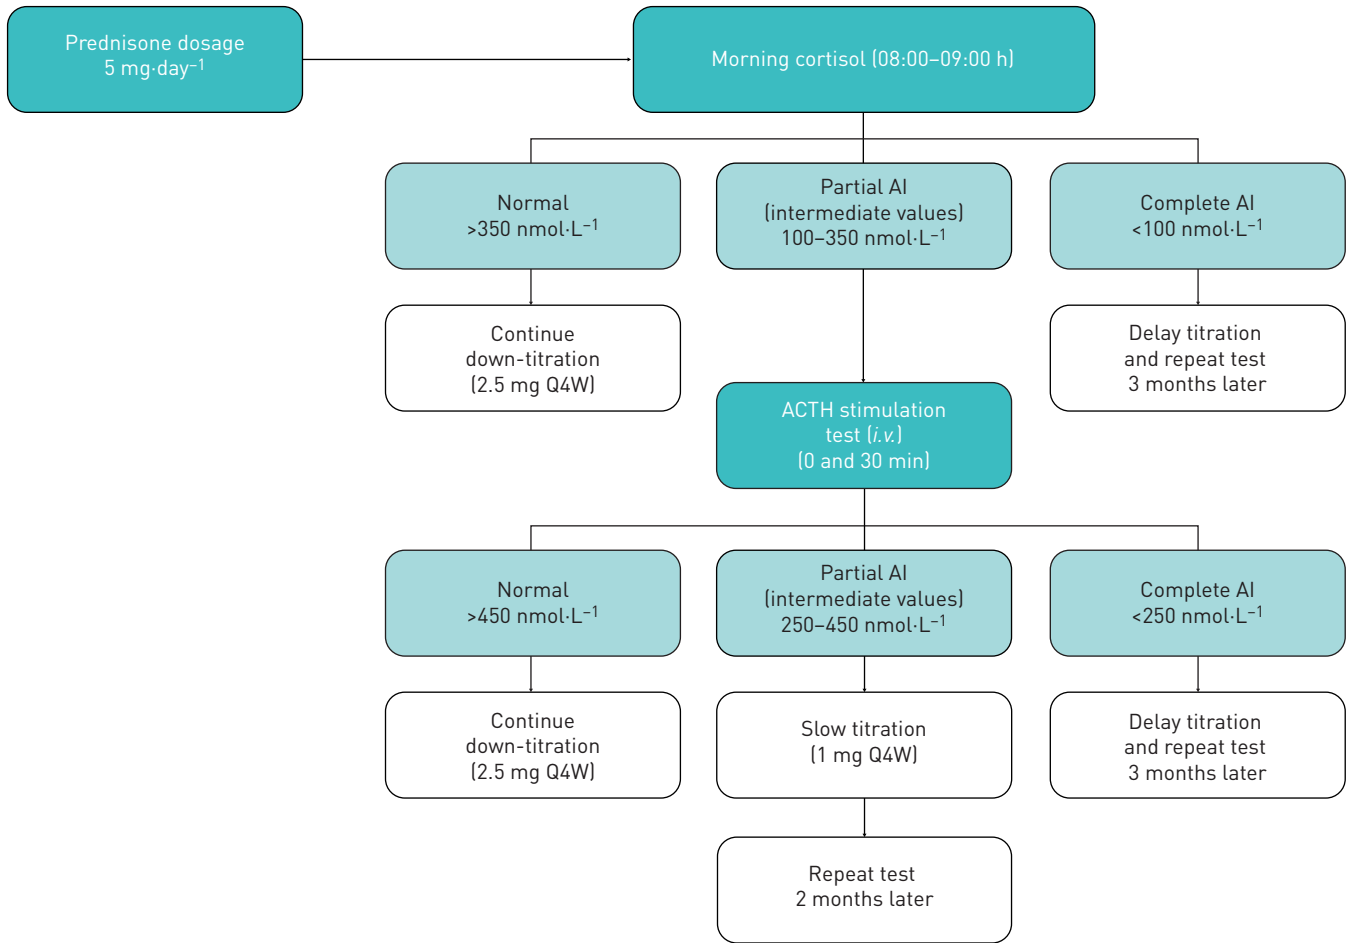 Prednisone dosage
5 mg·day⁻¹
Morning cortisol (08:00–09:00 h)
Normal
>350 nmol·L⁻¹
Partial AI
(intermediate values)
100–350 nmol·L⁻¹
Complete AI
<100 nmol·L⁻¹
Continue
down-titration
(2.5 mg Q4W)
Delay titration
and repeat test
3 months later
ACTH stimulation
test (i.v.)
(0 and 30 min)
Normal
>450 nmol·L⁻¹
Partial AI
(intermediate values)
250–450 nmol·L⁻¹
Complete AI
<250 nmol·L⁻¹
Continue
down-titration
(2.5 mg Q4W)
Slow titration
(1 mg Q4W)
Delay titration
and repeat test
3 months later
Repeat test
2 months later